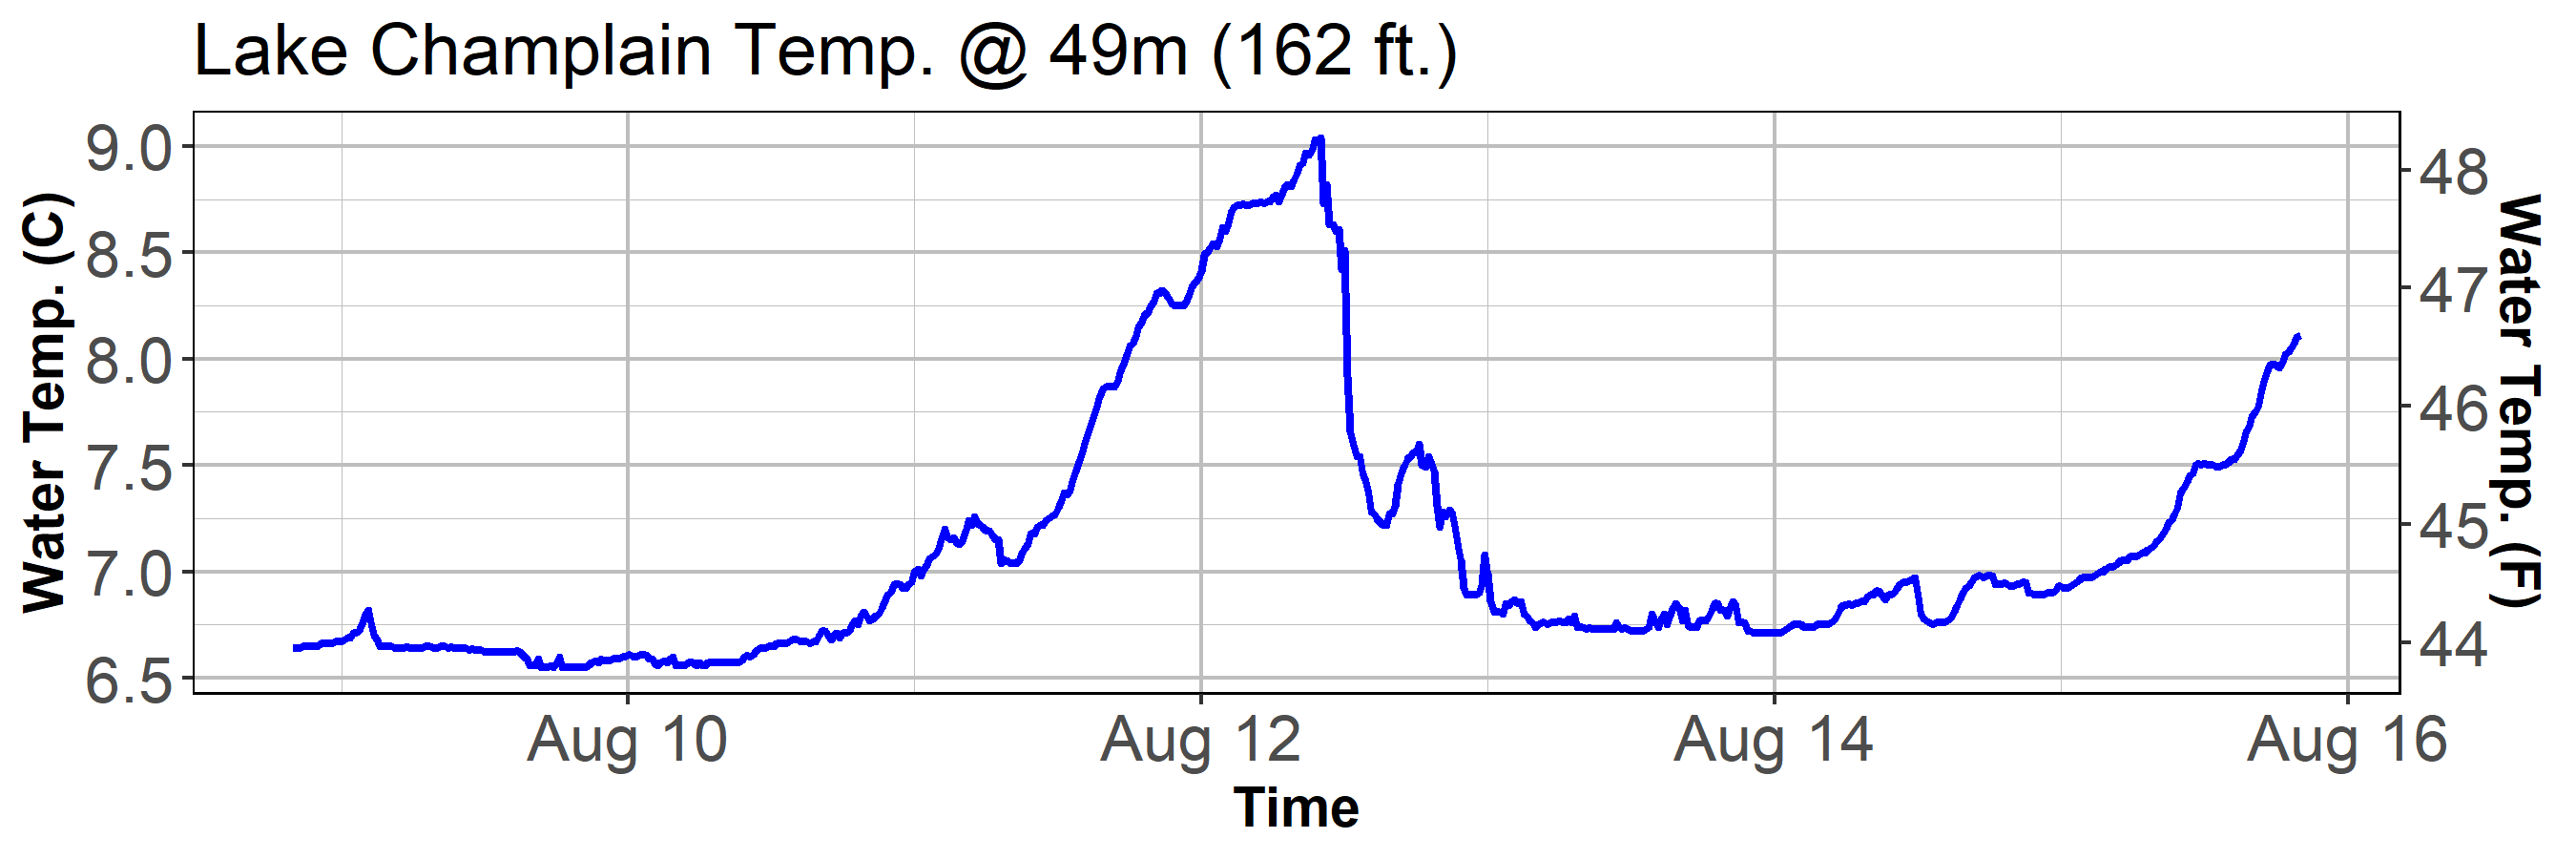 Lake Champlain Temp. @ 49m (162 ft.)
Water Temp. (C)
9.0
8.5
8.0
7.5
7.0
6.5
48
47
46
45
44
Water Temp. (F)
Aug 10
Aug 12
Aug 14
Aug 16
Time